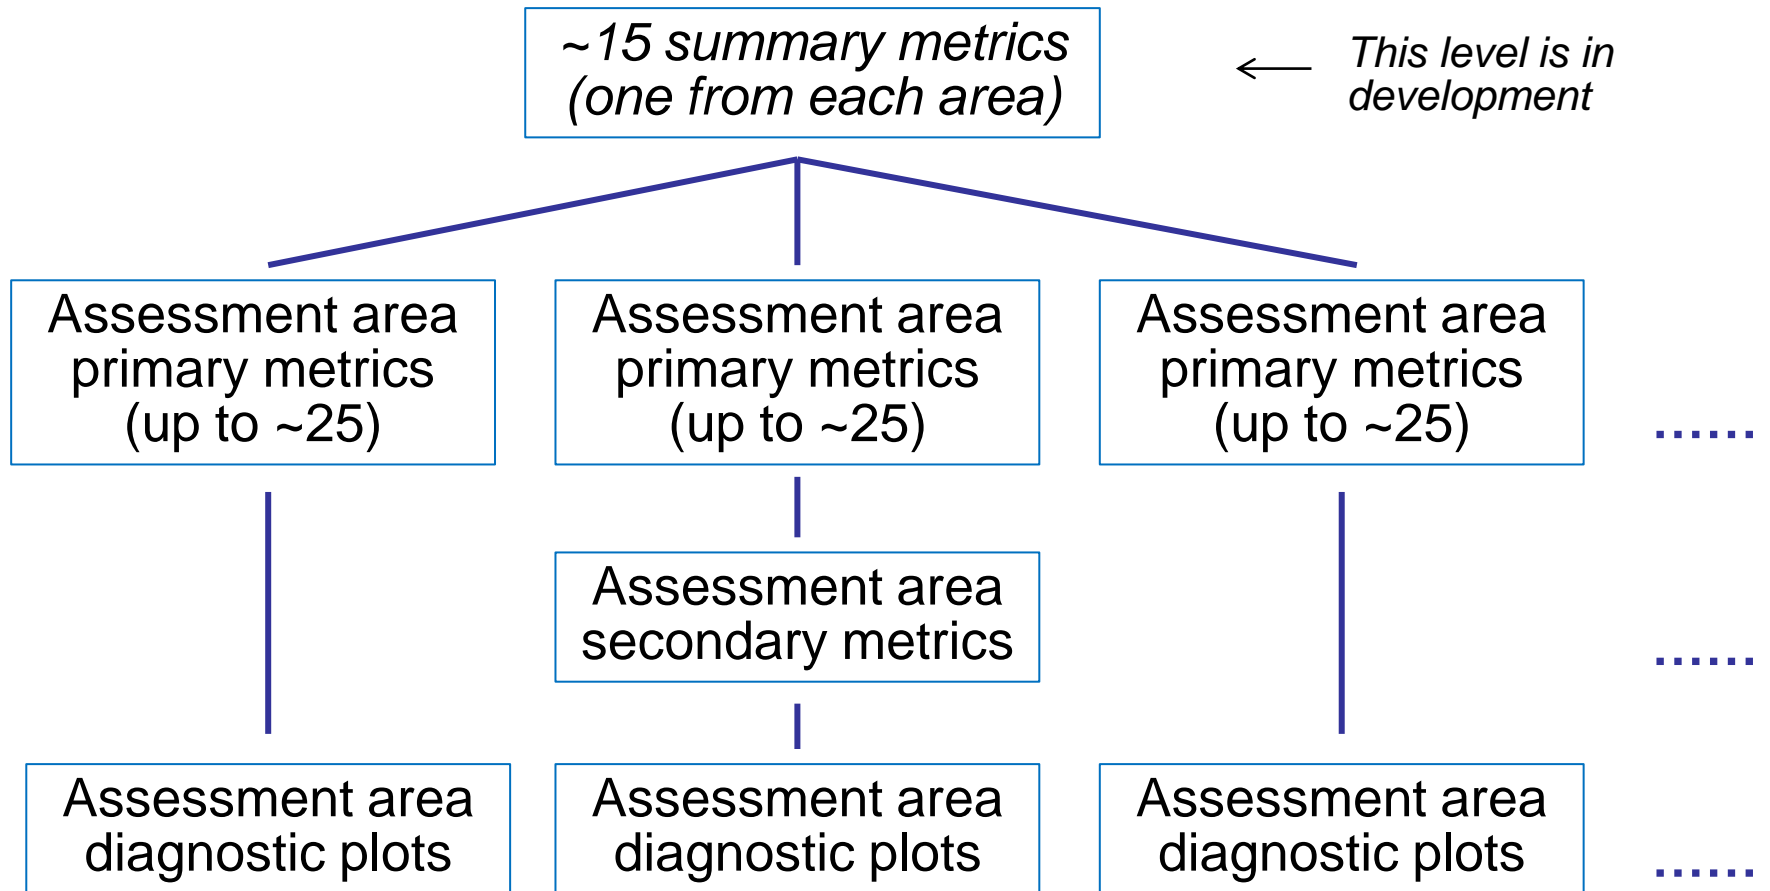 ~15 summary metrics
(one from each area)
This level is in
development
Assessment area
primary metrics
(up to ~25)
Assessment area
primary metrics
(up to ~25)
Assessment area
primary metrics
(up to ~25)
......
Assessment area
secondary metrics
......
Assessment area
diagnostic plots
Assessment area
diagnostic plots
Assessment area
diagnostic plots
......